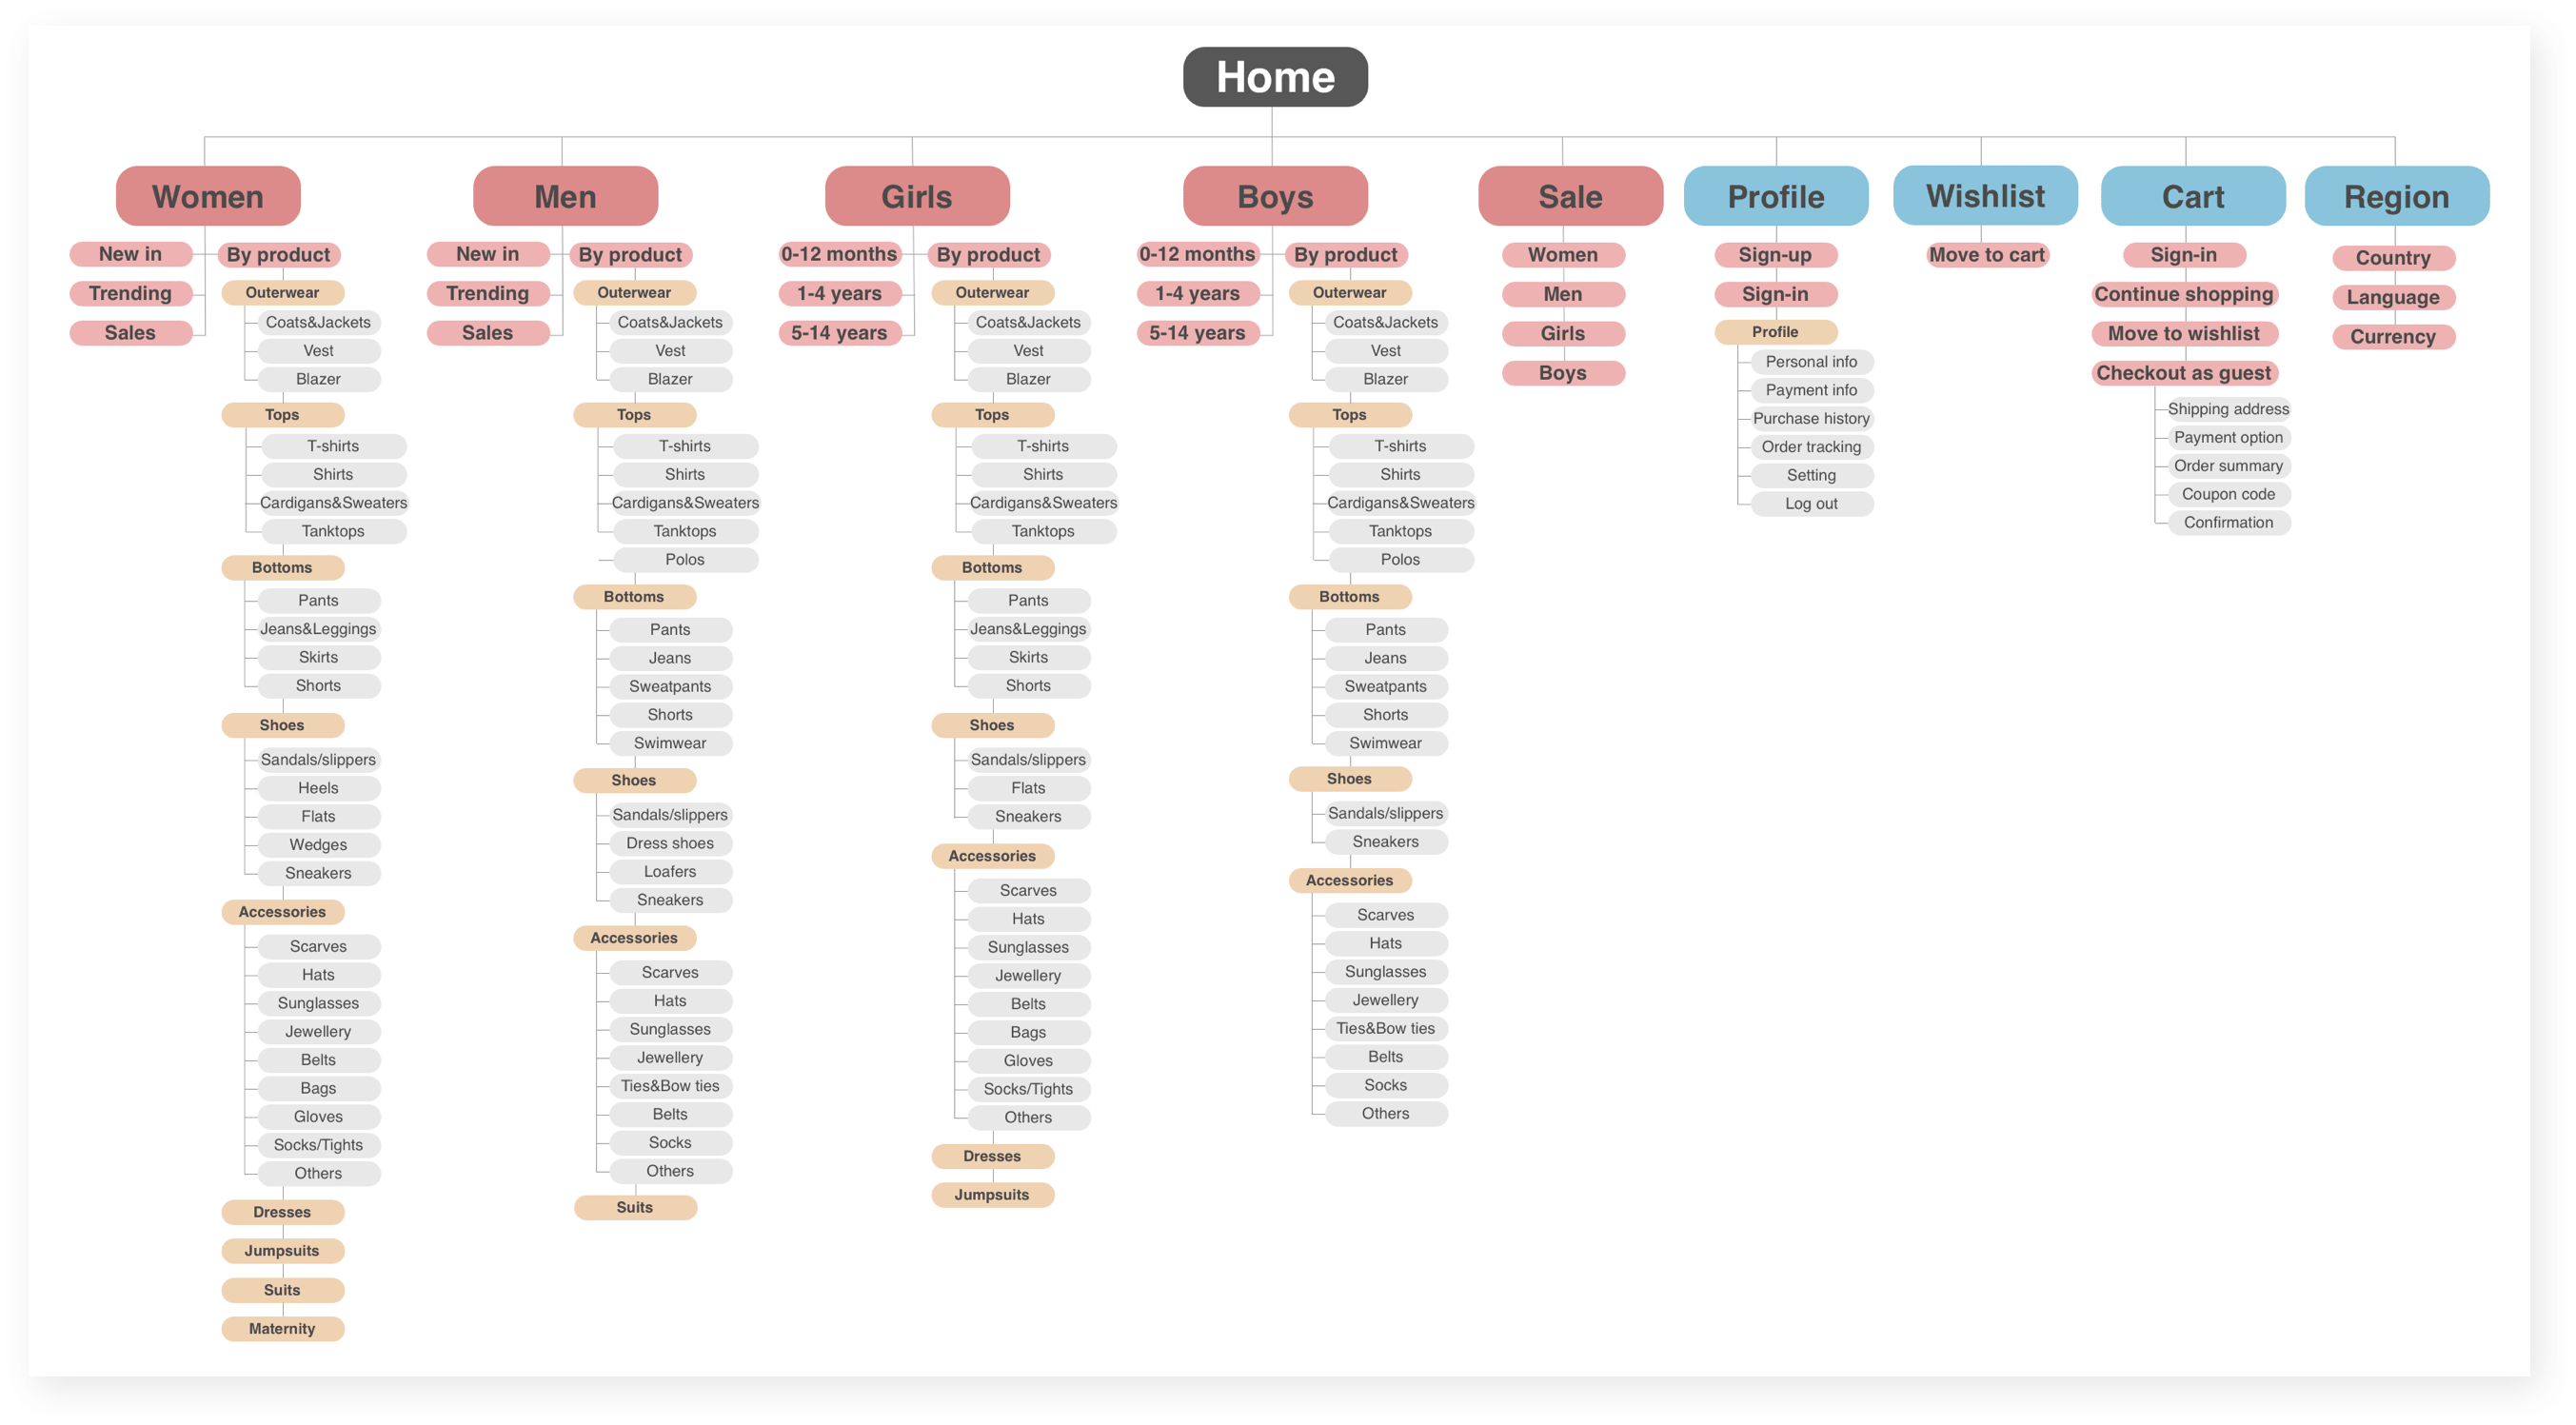 Home
Women
New in
Trending
Sales
By product
Outerwear
Coats&Jackets
Vest
Blazer
Tops
T-shirts
Shirts
Cardigans&Sweaters
Tanktops
Bottoms
Pants
Jeans&Leggings
Skirts
Shorts
Shoes
Sandals/slippers
Heels
Flats
Wedges
Sneakers
Accessories
Scarves
Hats
Sunglasses
Jewellery
Belts
Bags
Gloves
Socks/Tights
Others
Dresses
Jumpsuits
Suits
Maternity
Men
New in
Trending
Sales
By product
Outerwear
Coats&Jackets
Vest
Blazer
Tops
T-shirts
Shirts
Cardigans&Sweaters
Tanktops
Polos
Bottoms
Pants
Jeans
Sweatpants
Shorts
Swimwear
Shoes
Sandals/slippers
Dress shoes
Loafers
Sneakers
Accessories
Scarves
Hats
Sunglasses
Jewellery
Ties&Bow ties
Belts
Socks
Others
Suits
Girls
0-12 months
1-4 years
5-14 years
By product
Outerwear
Coats&Jackets
Vest
Blazer
Tops
T-shirts
Shirts
Cardigans&Sweaters
Tanktops
Bottoms
Pants
Jeans&Leggings
Skirts
Shorts
Shoes
Sandals/slippers
Flats
Sneakers
Accessories
Scarves
Hats
Sunglasses
Jewellery
Belts
Bags
Gloves
Socks/Tights
Others
Dresses
Jumpsuits
Boys
0-12 months
1-4 years
5-14 years
By product
Outerwear
Coats&Jackets
Vest
Blazer
Tops
T-shirts
Shirts
Cardigans&Sweaters
Tanktops
Polos
Bottoms
Pants
Jeans
Sweatpants
Shorts
Swimwear
Shoes
Sandals/slippers
Sneakers
Accessories
Scarves
Hats
Sunglasses
Jewellery
Ties&Bow ties
Belts
Socks
Others
Sale
Women
Men
Girls
Boys
Profile
Sign-up
Sign-in
Profile
Personal info
Payment info
Purchase history
Order tracking
Setting
Log out
Wishlist
Move to cart
Cart
Sign-in
Continue shopping
Move to wishlist
Checkout as guest
Shipping address
Payment option
Order summary
Coupon code
Confirmation
Region
Country
Language
Currency